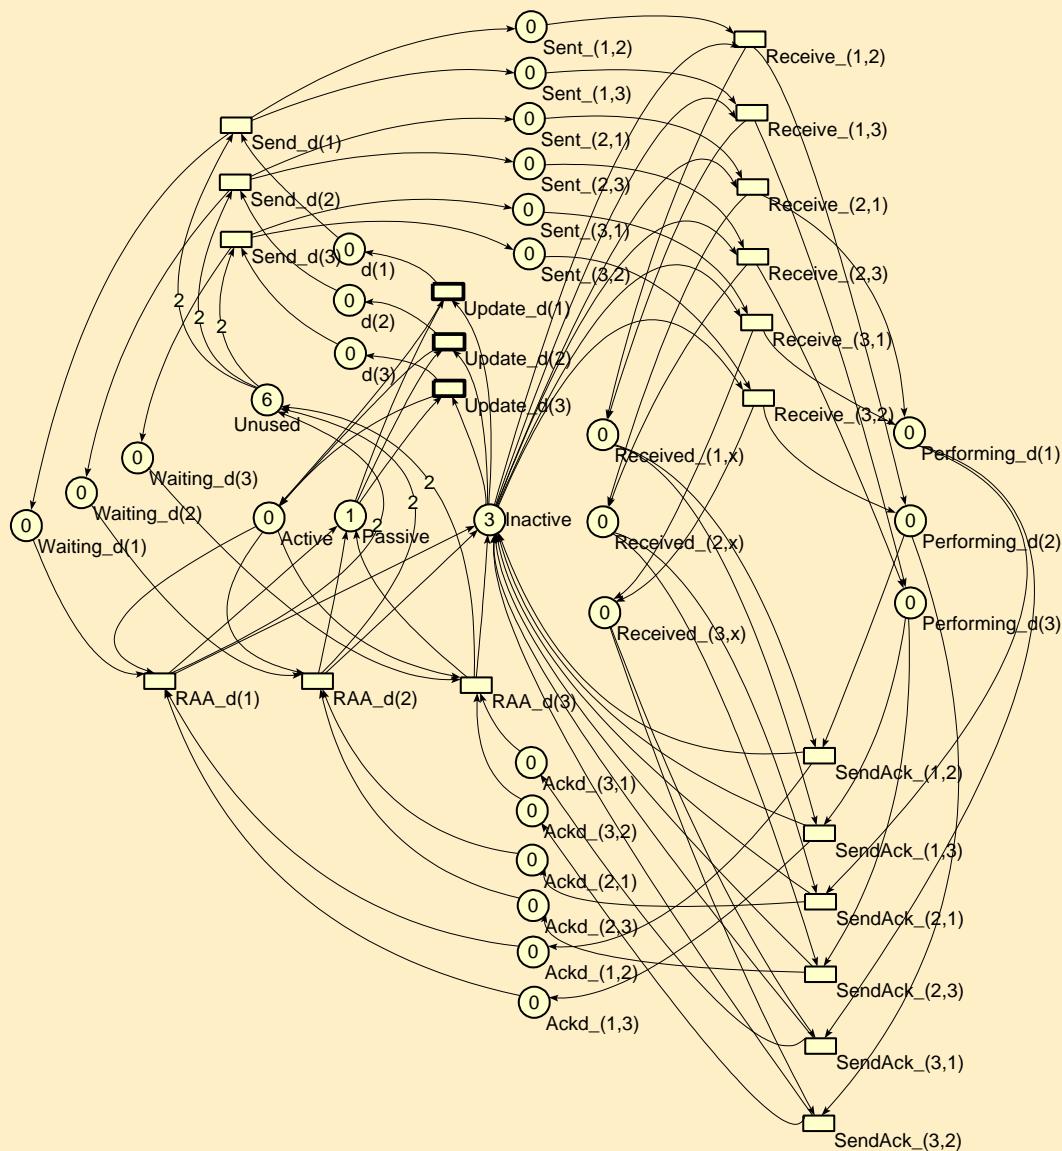 0
Sent_(1,2)
Receive_(1,2)
0
Sent_(1,3)
Receive_(1,3)
Send_d(1)
0
Sent_(2,1)
0
Sent_(2,3)
Send_d(2)
Receive_(2,1)
0
Sent_(3,1)
Send_d(3)
0
d(1)
0
Sent_(3,2)
Receive_(2,3)
2
2
2
0
d(2)
Update_d(1)
Receive_(3,1)
0
d(3)
Update_d(2)
Update_d(3)
6
Unused
Receive_(3,2)
0
Received_(1,x)
0
Performing_d(1)
0
Waiting_d(3)
2
0
Waiting_d(2)
2
2
0
Waiting_d(1)
0
Active
1
Passive
3
Inactive
0
Received_(2,x)
0
Performing_d(2)
0
Received_(3,x)
0
Performing_d(3)
RAA_d(1)
RAA_d(2)
RAA_d(3)
0
Ackd_(3,1)
SendAck_(1,2)
0
Ackd_(3,2)
SendAck_(1,3)
0
Ackd_(2,1)
0
Ackd_(2,3)
SendAck_(2,1)
0
Ackd_(1,2)
SendAck_(2,3)
0
Ackd_(1,3)
SendAck_(3,1)
SendAck_(3,2)